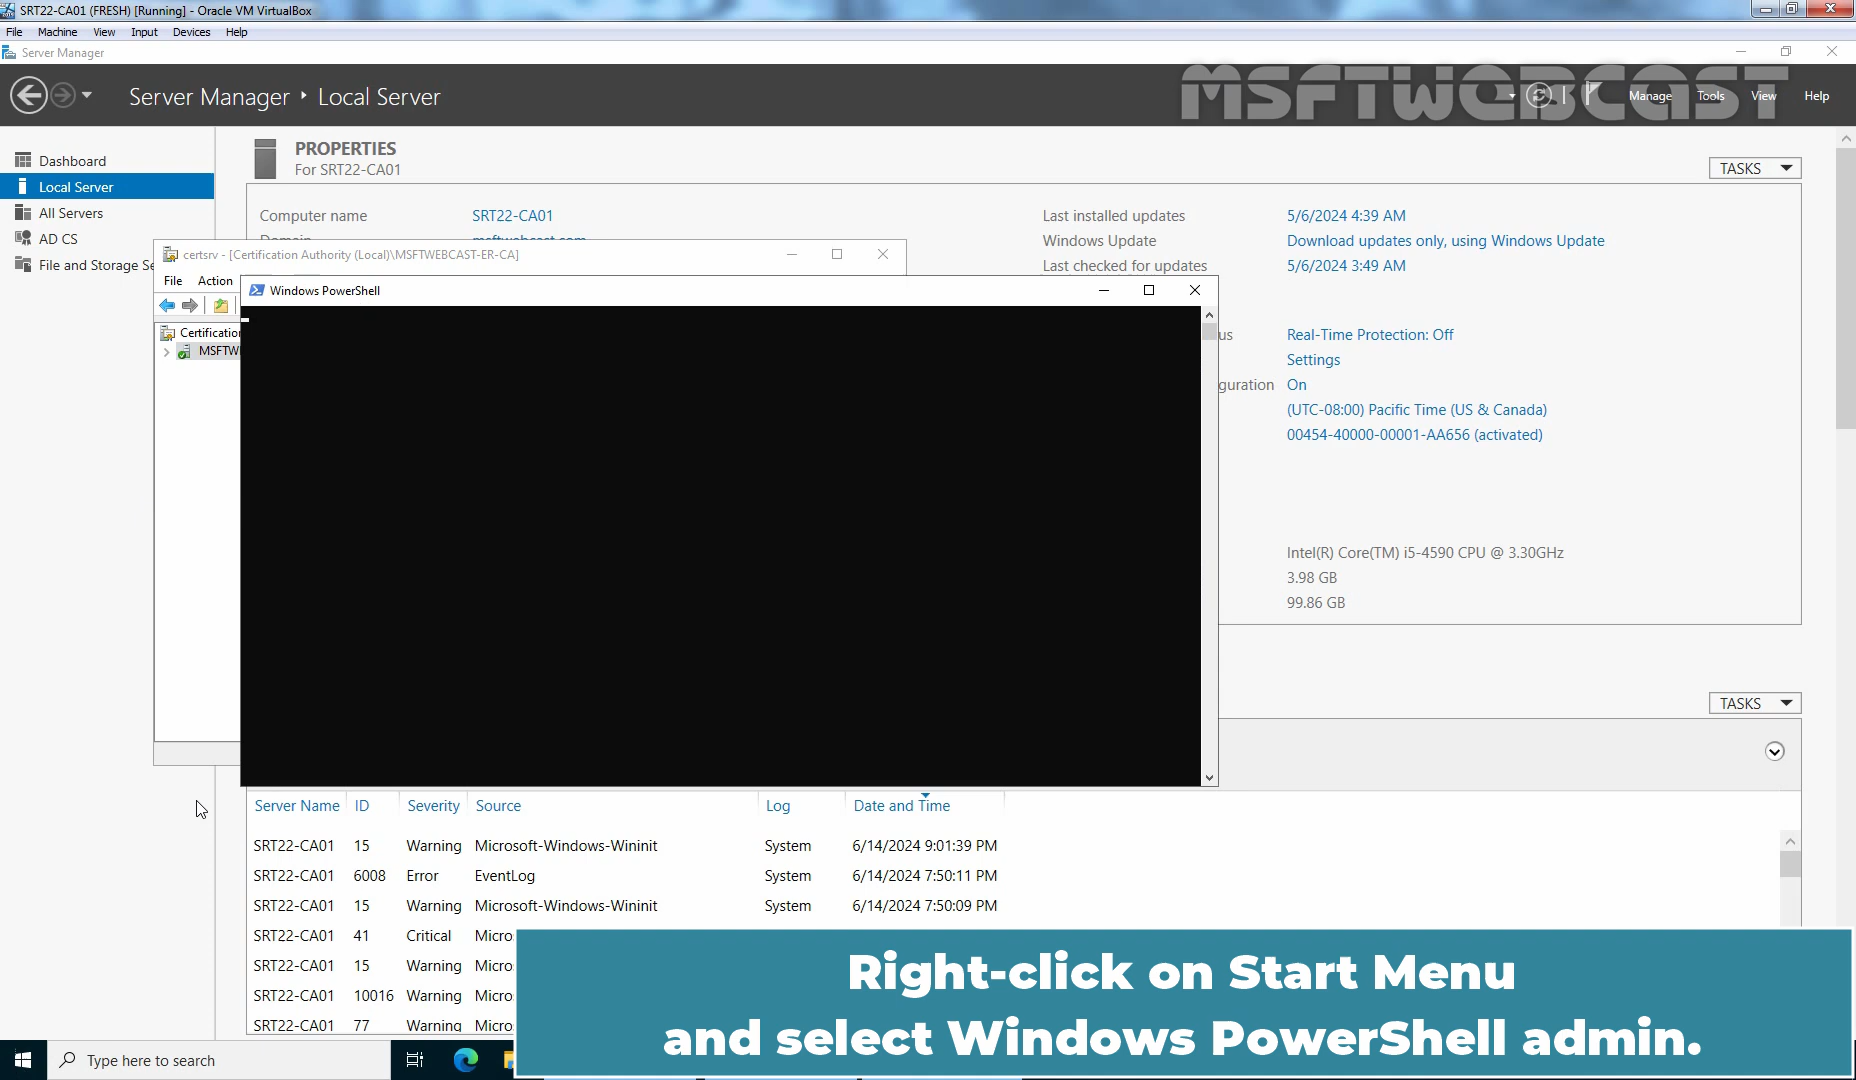 SRT22-CA01 (FRESH) [Running] - Oracle VM VirtualBox
File Machine View Input Devices Help
Server Manager
Server Manager • Local Server
MSFTWEBCAST
Manage Tools View Help
Dashboard
Local Server
All Servers
AD CS
File and Storage Se
PROPERTIES
For SRT22-CA01
TASKS
Computer name SRT22-CA01
Domain msftwebcast.com
Last installed updates 5/6/2024 4:39 AM
Windows Update Download updates only, using Windows Update
Last checked for updates 5/6/2024 3:49 AM
certsrv - [Certification Authority (Local)\MSFTWEBCAST-ER-CA]
File Action
Certification
MSFTW
Windows PowerShell
us Real-Time Protection: Off
Settings
guration On
(UTC-08:00) Pacific Time (US & Canada)
00454-40000-00001-AA656 (activated)
Intel(R) Core(TM) i5-4590 CPU @ 3.30GHz
3.98 GB
99.86 GB
TASKS
Server Name ID Severity Source Log Date and Time
SRT22-CA01 15 Warning Microsoft-Windows-Wininit System 6/14/2024 9:01:39 PM
SRT22-CA01 6008 Error EventLog System 6/14/2024 7:50:11 PM
SRT22-CA01 15 Warning Microsoft-Windows-Wininit System 6/14/2024 7:50:09 PM
SRT22-CA01 41 Critical Micro
SRT22-CA01 15 Warning Micro
SRT22-CA01 10016 Warning Micro
SRT22-CA01 77 Warning Micro
Right-click on Start Menu
and select Windows PowerShell admin.
Type here to search